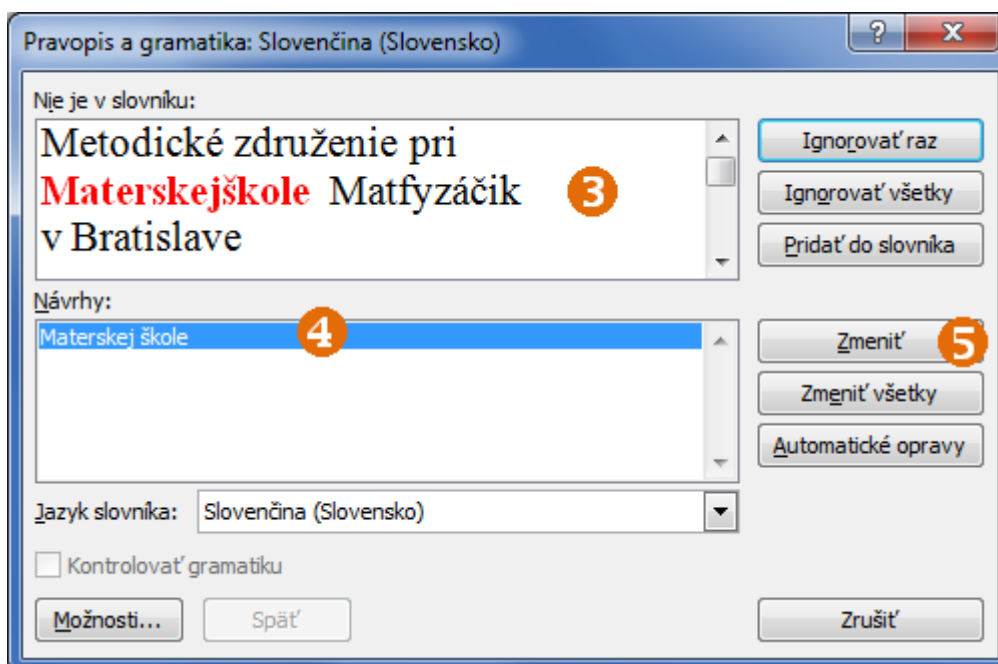 Pravopis a gramatika: Slovenčina (Slovensko)
?
x
Nie je v slovníku:
Metodické združenie pri
Materskejškole Matfyzáčik
v Bratislave
3
Ignorovať raz
Ignorovať všetky
Pridať do slovníka
Návrhy:
Materskej škole
4
Zmeniť
5
Zmeniť všetky
Automatické opravy
Jazyk slovníka:
Slovenčina (Slovensko)
Kontrolovať gramatiku
Možnosti...
Späť
Zrušiť